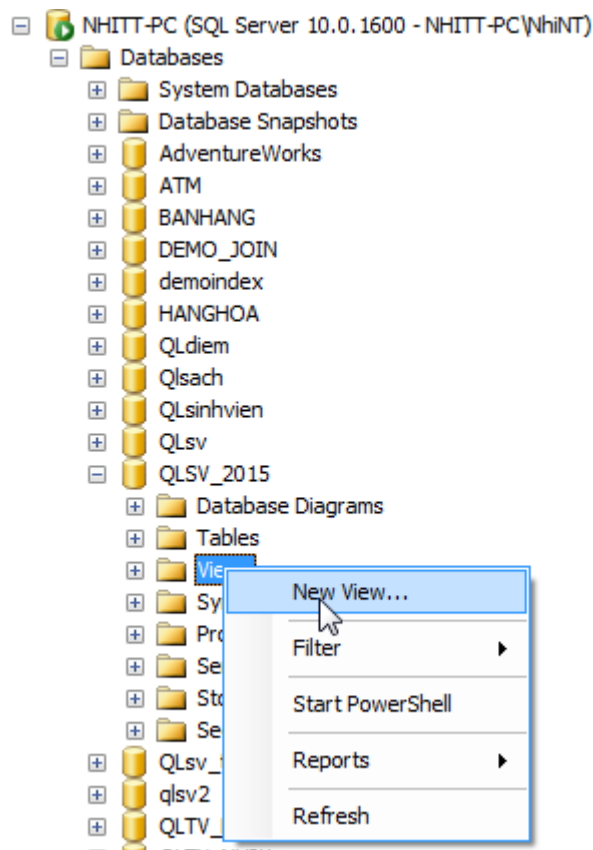 NHITT-PC (SQL Server 10.0.1600 - NHITT-PC\NhiNT)
Databases
System Databases
Database Snapshots
AdventureWorks
ATM
BANHANG
DEMO_JOIN
demoindex
HANGHOA
QLdiem
Qlsach
QLsinhvien
QLsv
QLSV_2015
Database Diagrams
Tables
New View...
Filter
Start PowerShell
Reports
Refresh
qlsv2